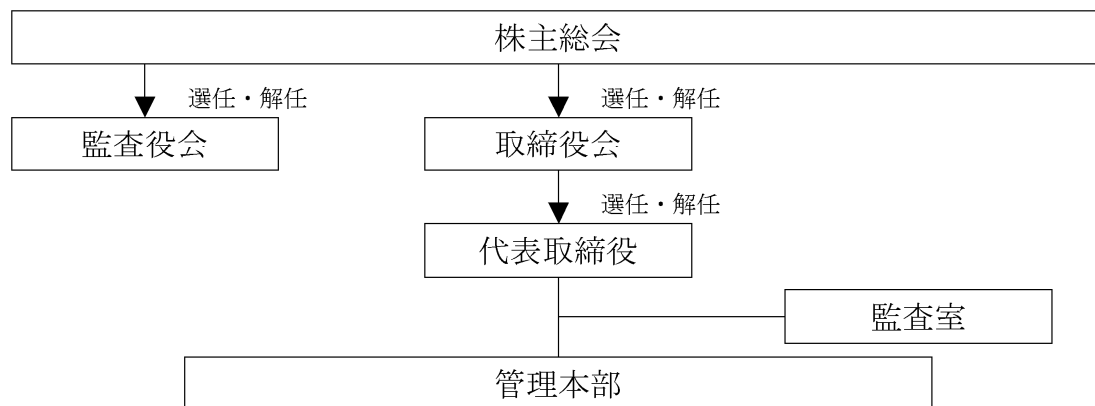 株主総会
選任・解任
選任・解任
監査役会
取締役会
選任・解任
代表取締役
監査室
管理本部